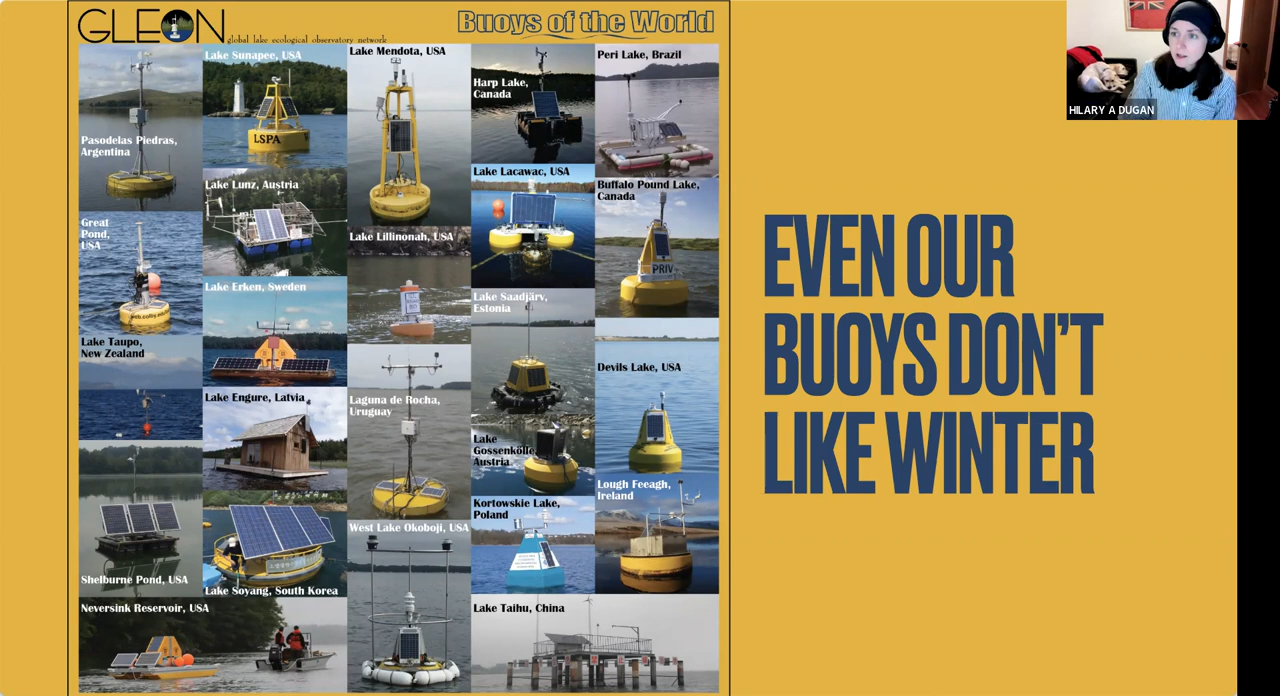 GLEON
global lake ecological observatory network
Buoys of the World
Pasodelas Piedras,
Argentina
Great
Pond,
USA
Lake Taupo,
New Zealand
Shelburne Pond, USA
Neversink Reservoir, USA
Lake Sunapee, USA
LSPA
Lake Lunz, Austria
Lake Erken, Sweden
Lake Engure, Latvia
Lake Soyang, South Korea
Lake Mendota, USA
Lake Lillinonah, USA
Laguna de Rocha,
Uruguay
West Lake Okoboji, USA
Harp Lake,
Canada
Lake Lacawac, USA
Lake Saadjärv,
Estonia
Lake
Gossenkölle,
Austria
Kortowskie Lake,
Poland
Lake Taihu, China
Peri Lake, Brazil
Buffalo Pound Lake,
Canada
PRIV
Devils Lake, USA
Lough Feeagh,
Ireland
EVEN OUR
BUOYS DON'T
LIKE WINTER
HILARY A DUGAN